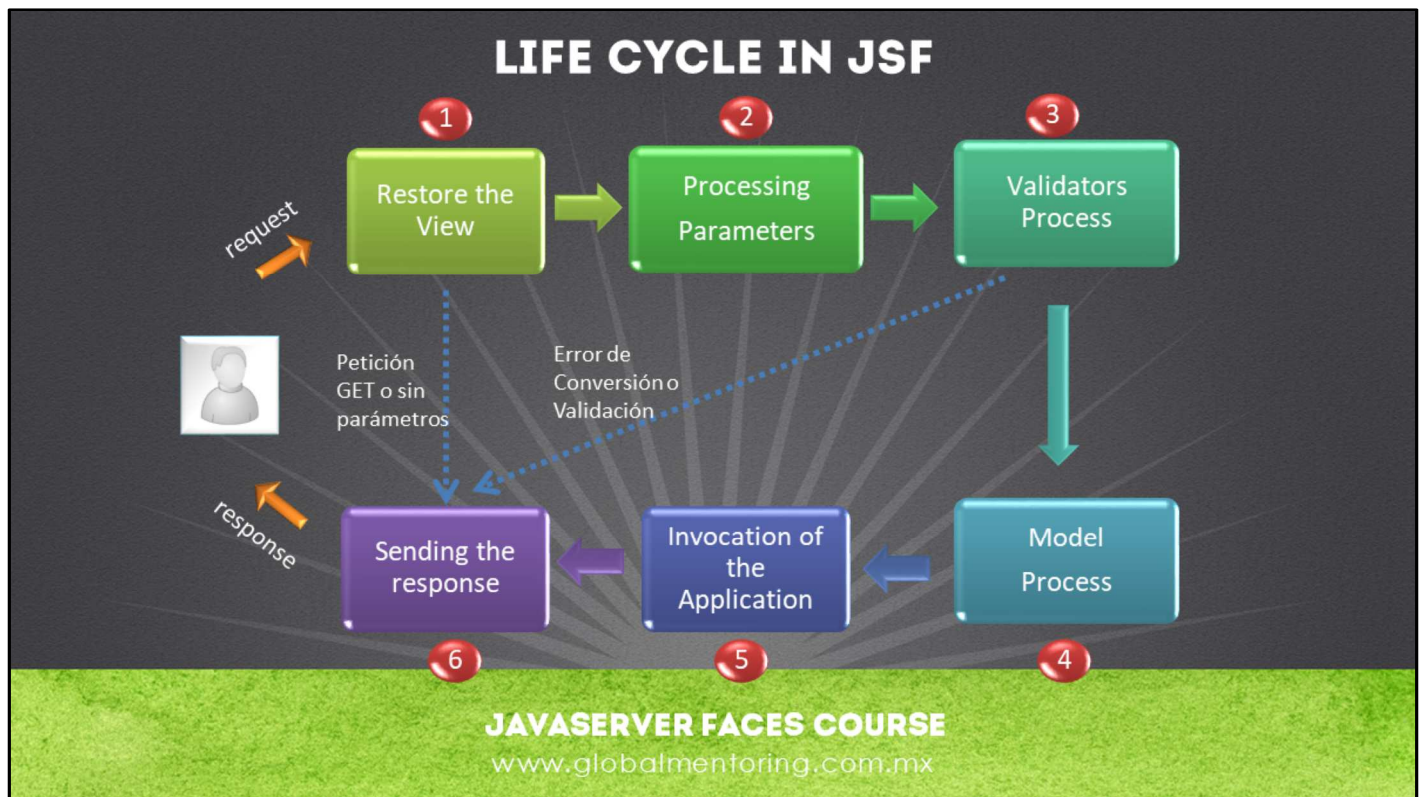 LIFE CYCLE IN JSF
1
2
3
Restore the
View
Processing
Parameters
Validators
Process
request
Petición
GET o sin
parámetros
Error de
Conversión o
Validación
response
Sending the
response
Invocation of
the
Application
Model
Process
6
5
4
JAVASERVER FACES COURSE
www.globalmentoring.com.mx